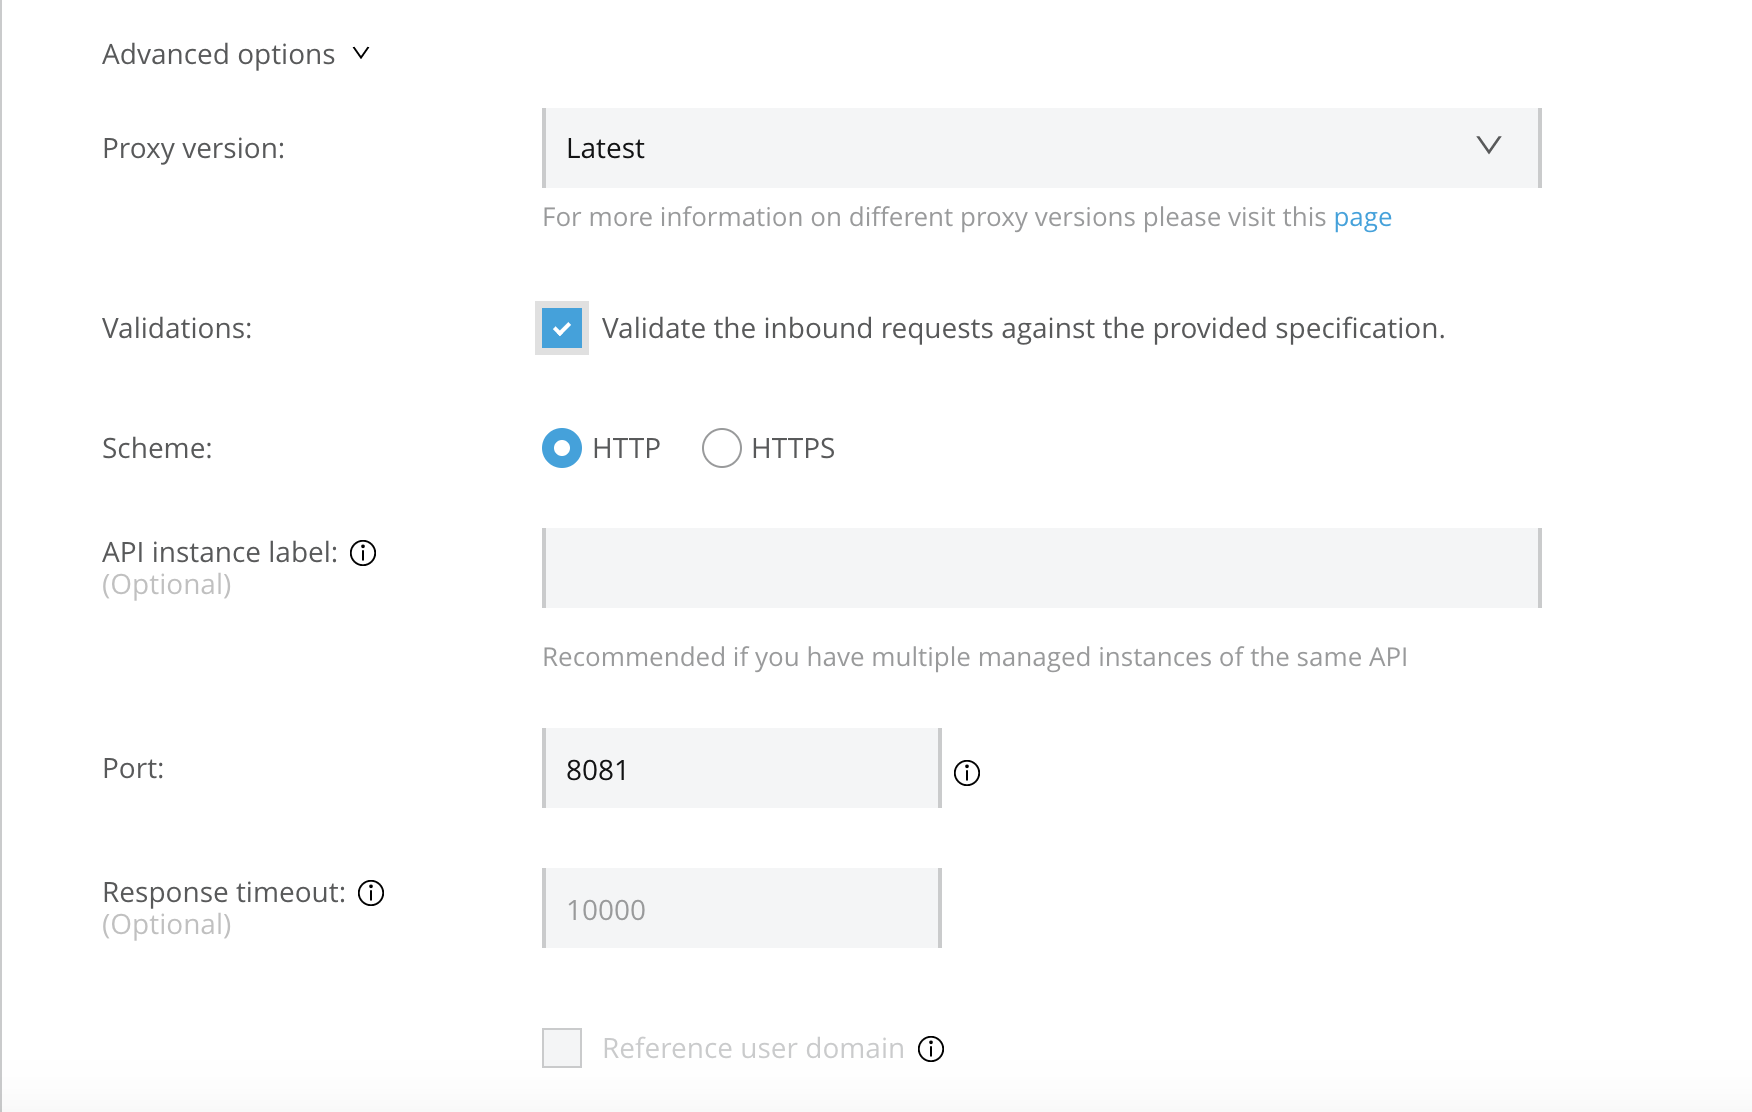 Advanced options
Proxy version:
Latest
For more information on different proxy versions please visit this page
Validations:
Validate the inbound requests against the provided specification.
Scheme:
HTTP
HTTPS
API instance label:
(Optional)
Recommended if you have multiple managed instances of the same API
Port:
8081
Response timeout:
(Optional)
10000
Reference user domain